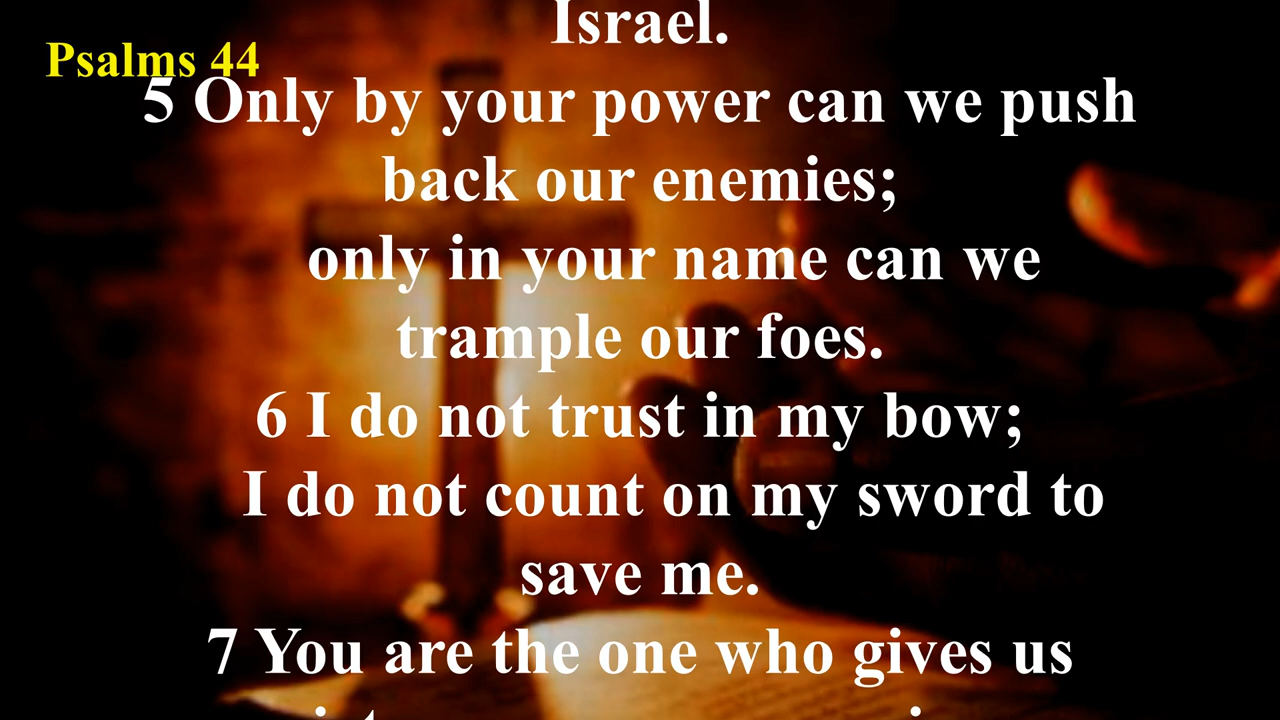 Israel.
Psalms 44
5 Only by your power can we push
back our enemies;
only in your name can we
trample our foes.
6 I do not trust in my bow;
I do not count on my sword to
save me.
7 You are the one who gives us